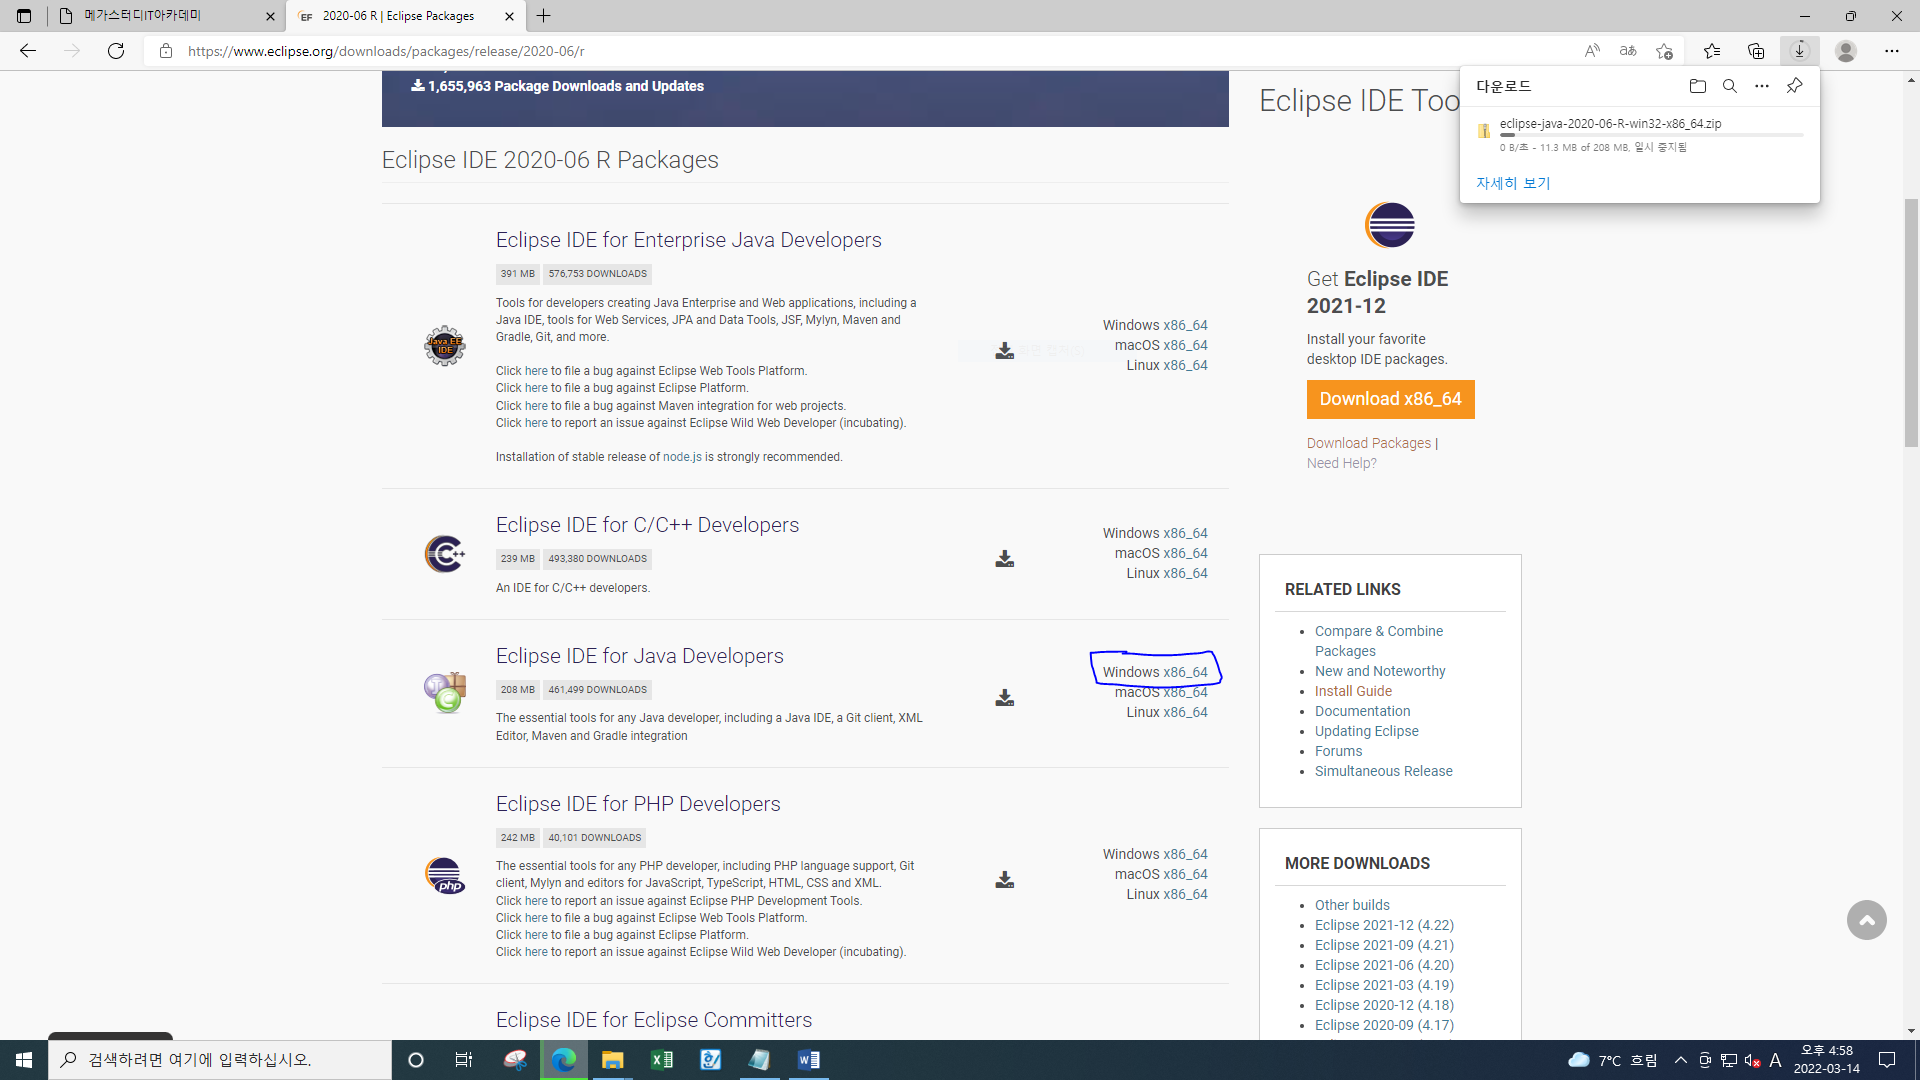 메가스터디IT아카데미
EF 2020-06 R | Eclipse Packages
https://www.eclipse.org/downloads/packages/release/2020-06/r
1,655,963 Package Downloads and Updates
Eclipse IDE 2020-06 R Packages
Eclipse IDE for Enterprise Java Developers
391 MB 576,753 DOWNLOADS
Tools for developers creating Java Enterprise and Web applications, including a
Java IDE, tools for Web Services, JPA and Data Tools, JSF, Mylyn, Maven and
Gradle, Git, and more.
Click here to file a bug against Eclipse Web Tools Platform.
Click here to file a bug against Eclipse Platform.
Click here to file a bug against Maven integration for web projects.
Click here to report an issue against Eclipse Wild Web Developer (incubating).
Installation of stable release of node.js is strongly recommended.
Java EE
IDE
Windows x86_64
macOS x86_64
Linux x86_64
Eclipse IDE for C/C++ Developers
239 MB 493,380 DOWNLOADS
An IDE for C/C++ developers.
Windows x86_64
macOS x86_64
Linux x86_64
Eclipse IDE for Java Developers
208 MB 461,499 DOWNLOADS
The essential tools for any Java developer, including a Java IDE, a Git client, XML
Editor, Maven and Gradle integration
Windows x86_64
macOS x86_64
Linux x86_64
Eclipse IDE for PHP Developers
242 MB 40,101 DOWNLOADS
The essential tools for any PHP developer, including PHP language support, Git
client, Mylyn and editors for JavaScript, TypeScript, HTML, CSS and XML.
Click here to report an issue against Eclipse PHP Development Tools.
Click here to file a bug against Eclipse Web Tools Platform.
Click here to file a bug against Eclipse Platform.
Click here to report an issue against Eclipse Wild Web Developer (incubating).
php
Windows x86_64
macOS x86_64
Linux x86_64
Eclipse IDE for Eclipse Committers
Eclipse IDE Too
다운로드
eclipse-java-2020-06-R-win32-x86_64.zip
0 B/초 - 11.3 MB of 208 MB, 일시 중지됨
자세히 보기
Get Eclipse IDE
2021-12
Install your favorite
desktop IDE packages.
Download x86_64
Download Packages |
Need Help?
RELATED LINKS
Compare & Combine
Packages
New and Noteworthy
Install Guide
Documentation
Updating Eclipse
Forums
Simultaneous Release
MORE DOWNLOADS
Other builds
Eclipse 2021-12 (4.22)
Eclipse 2021-09 (4.21)
Eclipse 2021-06 (4.20)
Eclipse 2021-03 (4.19)
Eclipse 2020-12 (4.18)
Eclipse 2020-09 (4.17)
검색하려면 여기에 입력하십시오.
7°C 흐림
A
오후 4:58
2022-03-14